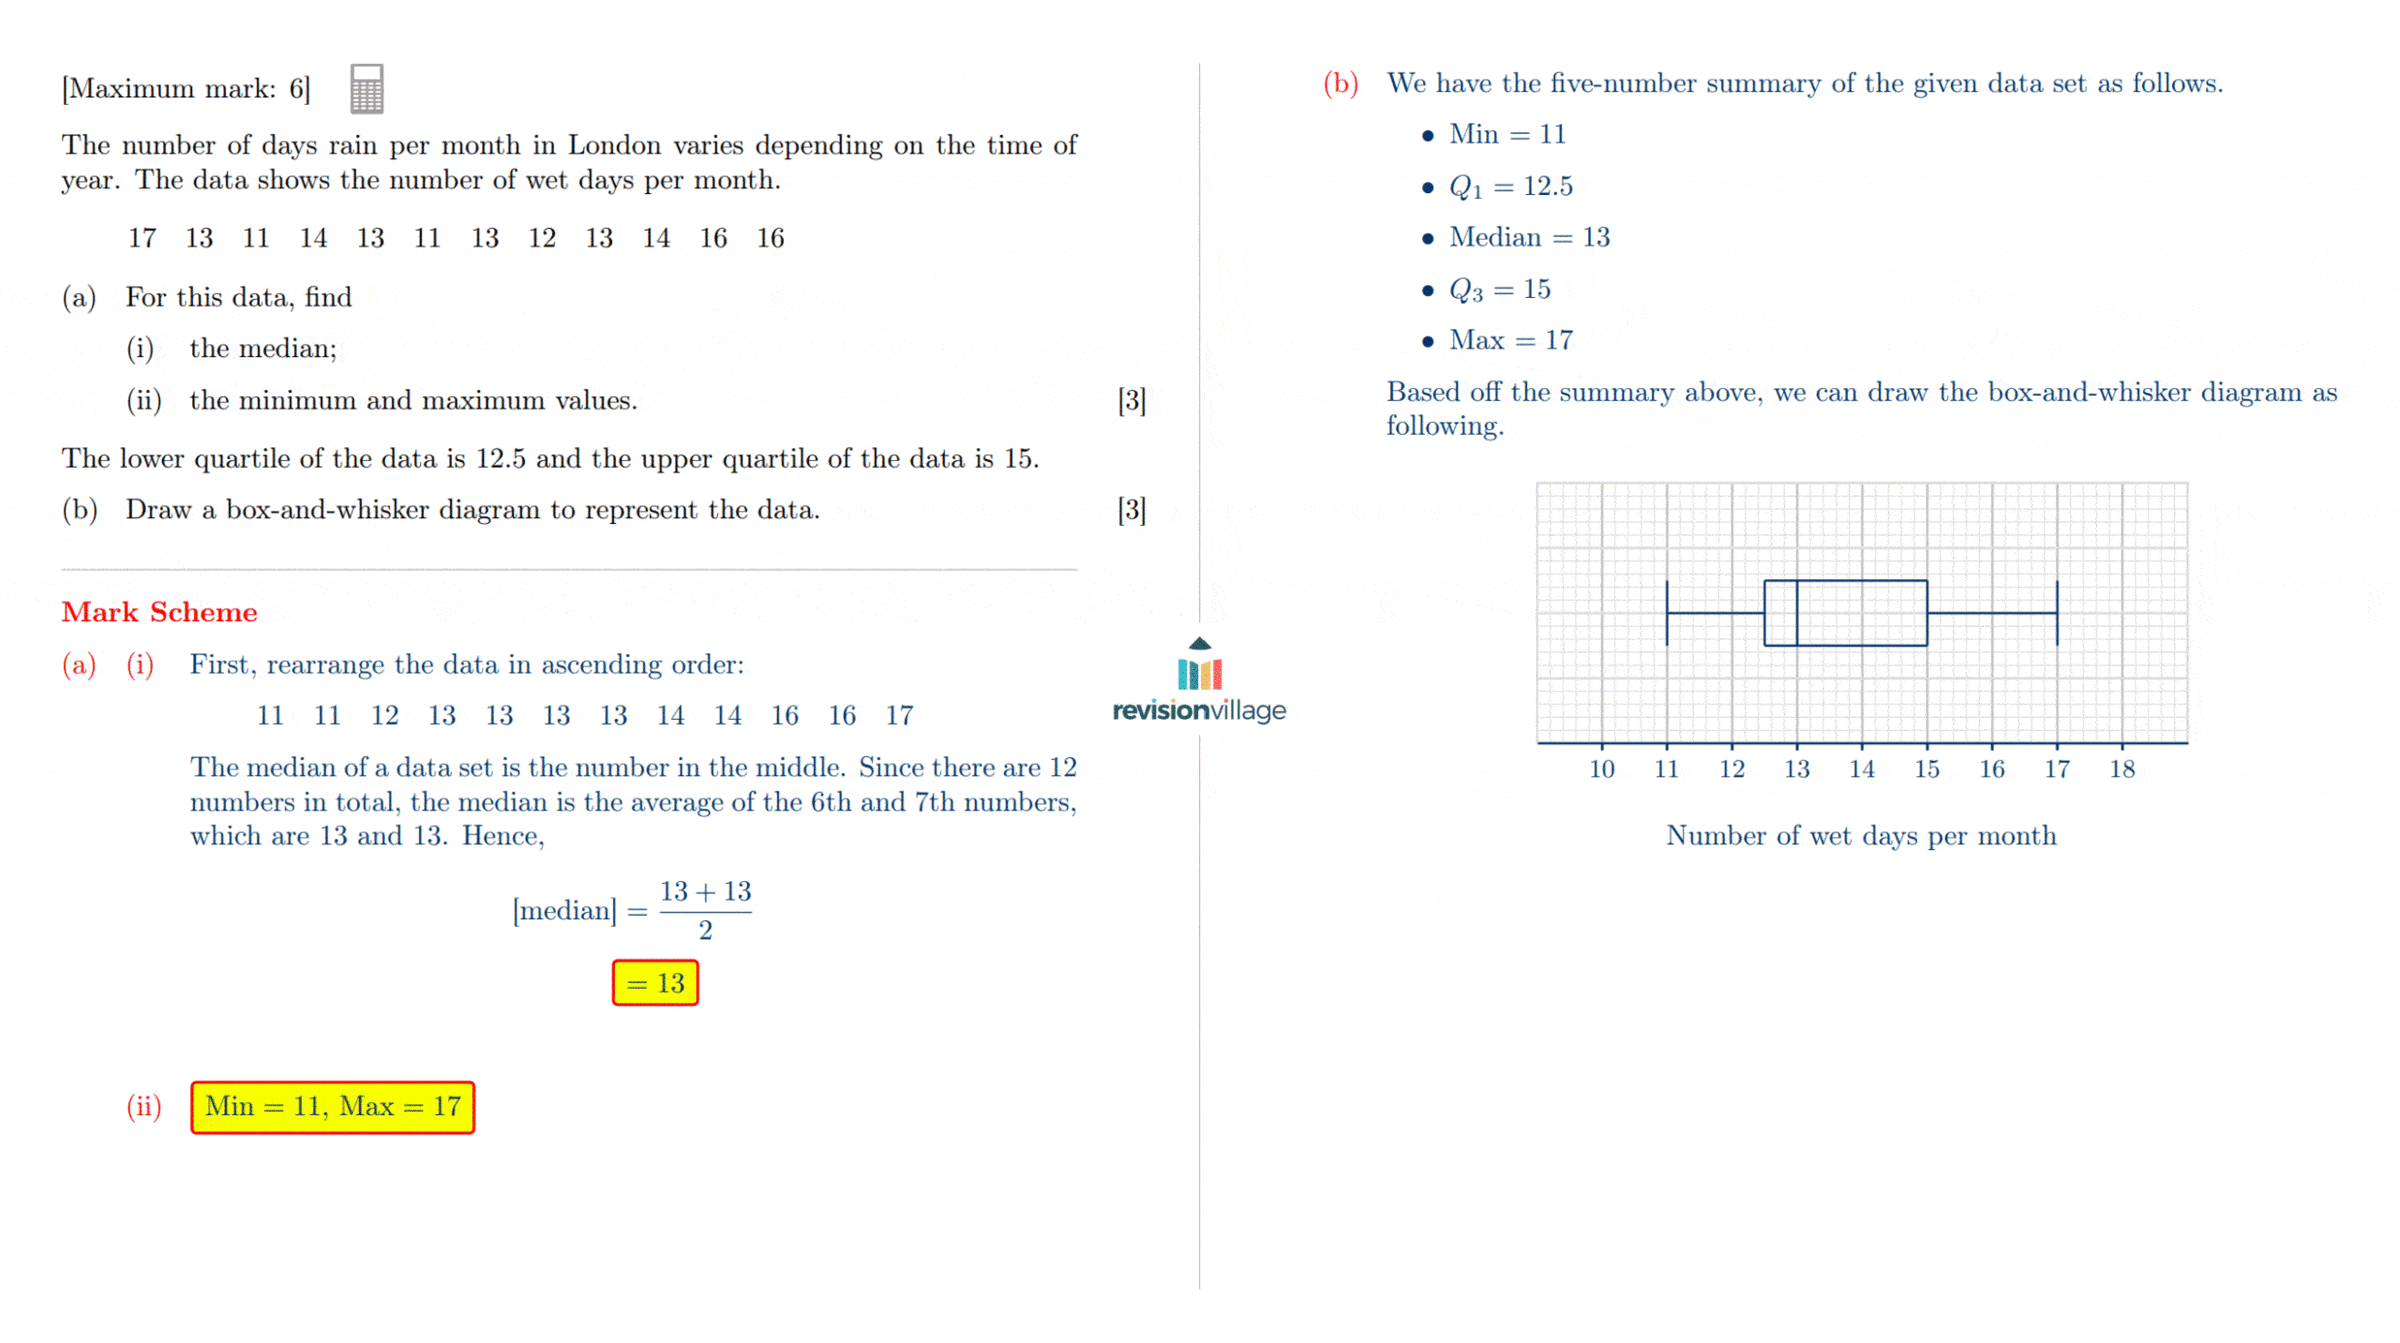 [Maximum mark: 6]
The number of days rain per month in London varies depending on the time of
year. The data shows the number of wet days per month.
17 13 11 14 13 11 13 12 13 14 16 16
(a) For this data, find
(i) the median;
(ii) the minimum and maximum values. [3]
The lower quartile of the data is 12.5 and the upper quartile of the data is 15.
(b) Draw a box-and-whisker diagram to represent the data. [3]
Mark Scheme
(a) (i) First, rearrange the data in ascending order:
11 11 12 13 13 13 13 14 14 16 16 17
The median of a data set is the number in the middle. Since there are 12
numbers in total, the median is the average of the 6th and 7th numbers,
which are 13 and 13. Hence,
[median] = \frac{13 + 13}{2}
= 13
(ii) Min = 11, Max = 17
revisionvillage
(b) We have the five-number summary of the given data set as follows.
• Min = 11
• Q₁ = 12.5
• Median = 13
• Q₃ = 15
• Max = 17
Based off the summary above, we can draw the box-and-whisker diagram as
following.
10 11 12 13 14 15 16 17 18
Number of wet days per month